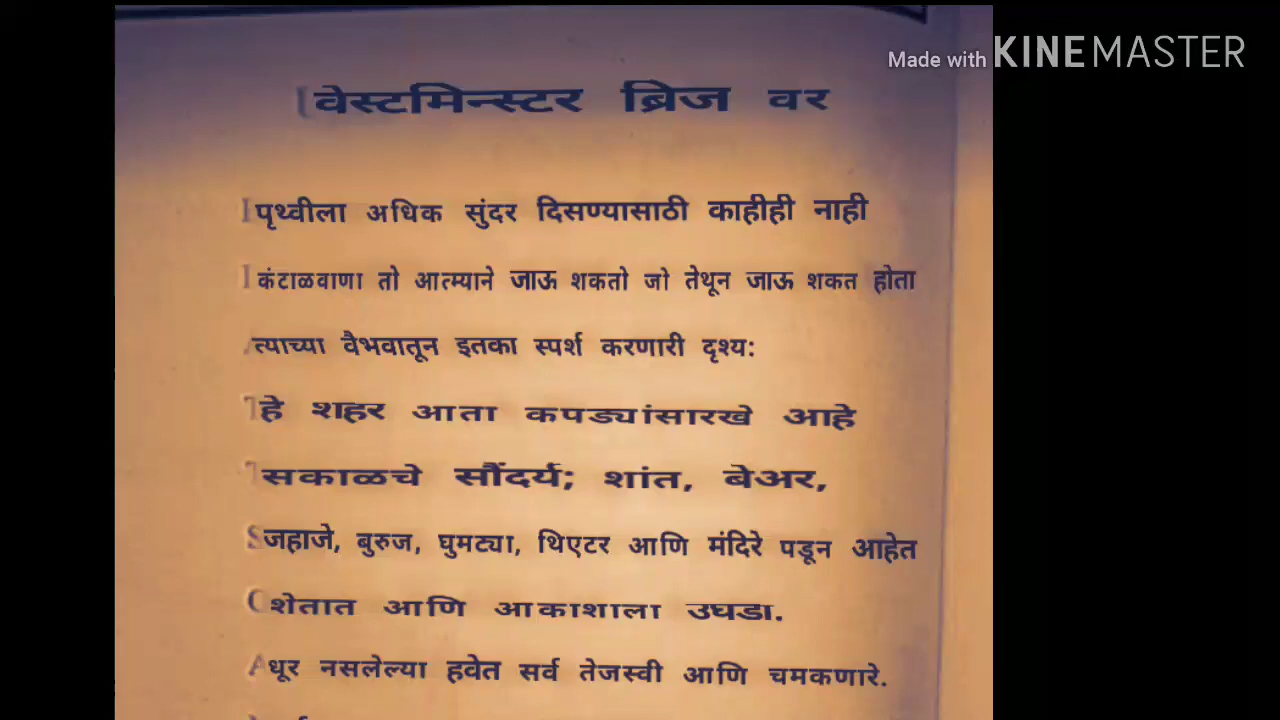 Made with KINEMASTER
वेस्टमिन्स्टर ब्रिज वर
पृथ्वीला अधिक सुंदर दिसण्यासाठी काहीही नाही
कंटाळवाणा तो आत्म्याने जाऊ शकतो जो तेथून जाऊ शकत होता
त्याच्या वैभवातून इतका स्पर्श करणारी दृश्य:
हे शहर आता कपड्यांसारखे आहे
सकाळचे सौंदर्य; शांत, बेअर,
जहाजे, बुरुज, घुमट्या, थिएटर आणि मंदिरे पडून आहेत
शेतात आणि आकाशाला उघडा.
धूर नसलेल्या हवेत सर्व तेजस्वी आणि चमकणारे.